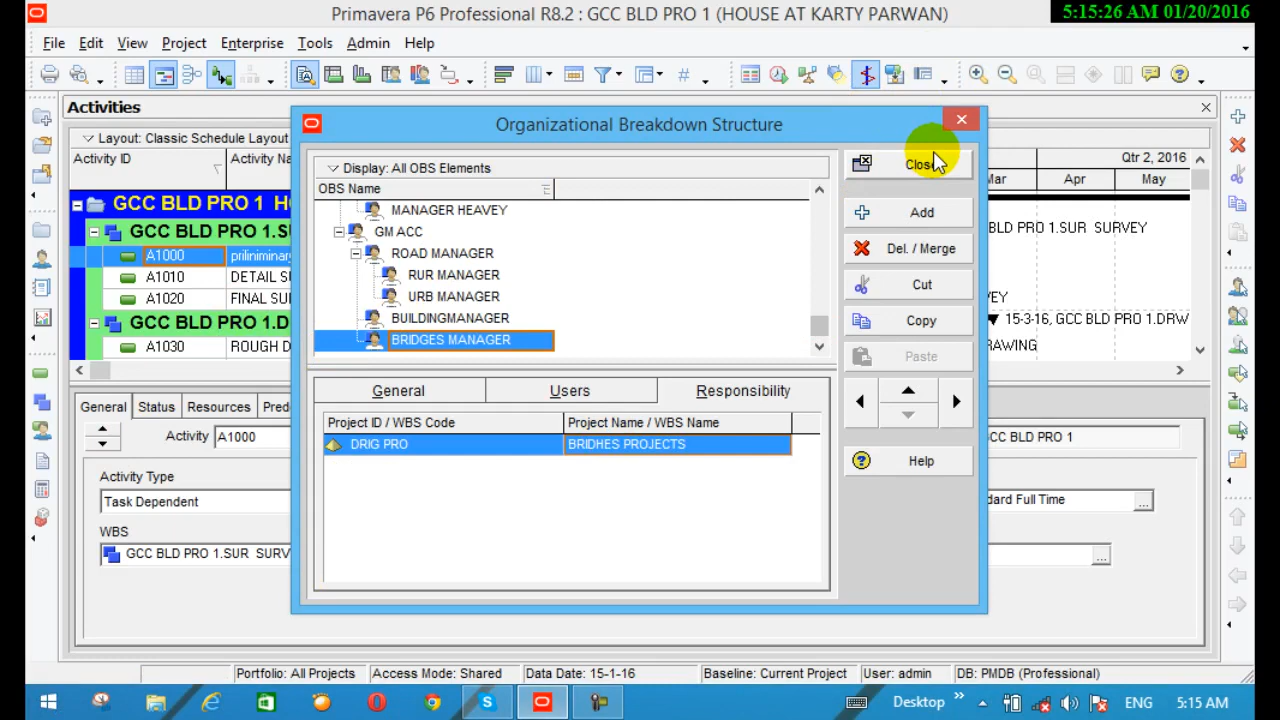 Primavera P6 Professional R8.2 : GCC BLD PRO 1 (HOUSE AT KARTY PARWAN)
5:15:26 AM 01/20/2016
File Edit View Project Enterprise Tools Admin Help
Activities
Layout: Classic Schedule Layout
Activity ID
Activity Na
Qtr 2, 2016
Mar Apr May
GCC BLD PRO 1 H
GCC BLD PRO 1.SU
BLD PRO 1.SUR SURVEY
A1000 priliminary
A1010 DETAIL SU
A1020 FINAL SUI
EY
GCC BLD PRO 1.D
15-3-16, GCC BLD PRO 1.DRW
A1030 ROUGH D
AWING
Organizational Breakdown Structure
Display: All OBS Elements
OBS Name
MANAGER HEAVEY
GM ACC
ROAD MANAGER
RUR MANAGER
URB MANAGER
BUILDINGMANAGER
BRIDGES MANAGER
General Users Responsibility
Project ID / WBS Code Project Name / WBS Name
DRIG PRO BRIDHES PROJECTS
Close
Add
Del. / Merge
Cut
Copy
Paste
Help
General Status Resources Pred
Activity A1000
CC BLD PRO 1
Activity Type
Task Dependent
dard Full Time
WBS
GCC BLD PRO 1.SUR SURV
Portfolio: All Projects Access Mode: Shared Data Date: 15-1-16 Baseline: Current Project User: admin DB: PMDB (Professional)
Desktop » ENG 5:15 AM